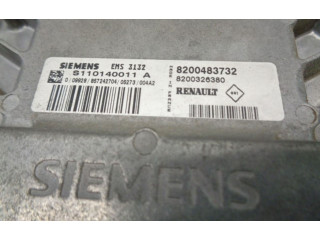 SIEMENS EMS 3132
S110140011 A
8200483732
8200326380
RENAULT
SIEMENS